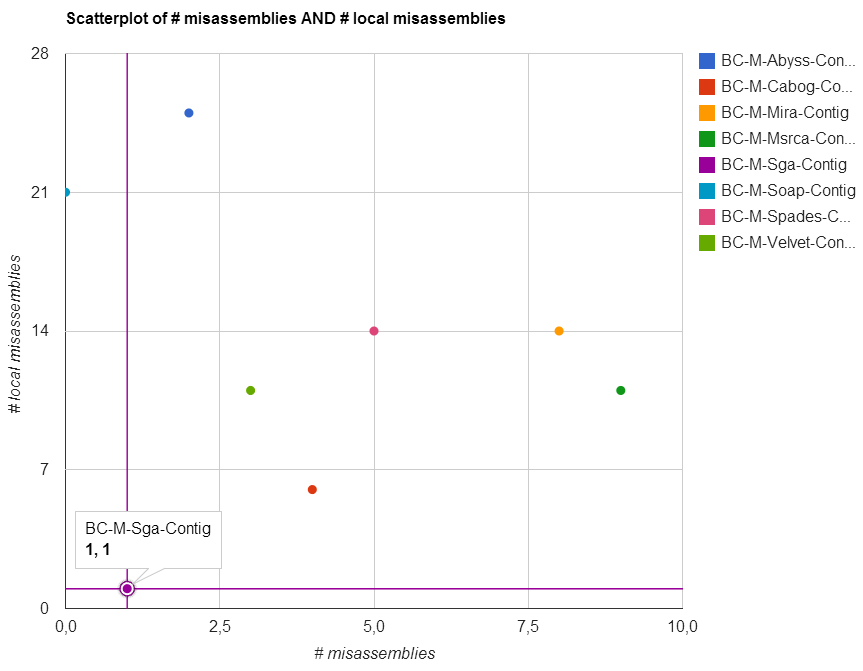 Scatterplot of # misassemblies AND # local misassemblies
28
21
14
7
0
# local misassemblies
0,0
2,5
5,0
7,5
10,0
# misassemblies
BC-M-Sga-Contig
1, 1
BC-M-Abyss-Con...
BC-M-Cabog-Co...
BC-M-Mira-Contig
BC-M-Msrca-Con...
BC-M-Sga-Contig
BC-M-Soap-Contig
BC-M-Spades-C...
BC-M-Velvet-Con...